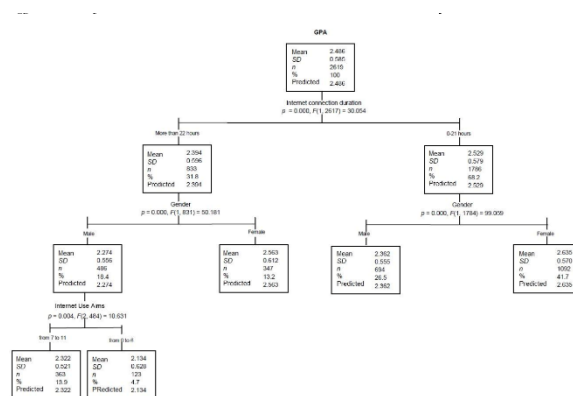 GPA
Mean 2.486
SD 0.585
n 2619
% 100
Predicted 2.486
Internet connection duration
p = 0.000, F(1, 2617) = 30.054
More than 22 hours
0-21 hours
Mean 2.394
SD 0.596
n 833
% 31.8
Predicted 2.394
Mean 2.529
SD 0.579
n 1786
% 68.2
Predicted 2.529
Gender
p = 0.000, F(1, 831) = 50.181
Gender
p = 0.000, F(1, 1784) = 99.059
Male
Female
Male
Female
Mean 2.274
SD 0.556
n 486
% 18.4
Predicted 2.274
Mean 2.563
SD 0.612
n 347
% 13.2
Predicted 2.563
Mean 2.362
SD 0.555
n 694
% 26.5
Predicted 2.362
Mean 2.635
SD 0.570
n 1092
% 41.7
Predicted 2.635
Internet Use Aims
p = 0.004, F(2, 484) = 10.631
from 7 to 11
Mean 2.322
SD 0.521
n 363
% 13.9
Predicted 2.322
Mean 2.134
SD 0.628
n 123
% 4.7
PRedicted 2.134